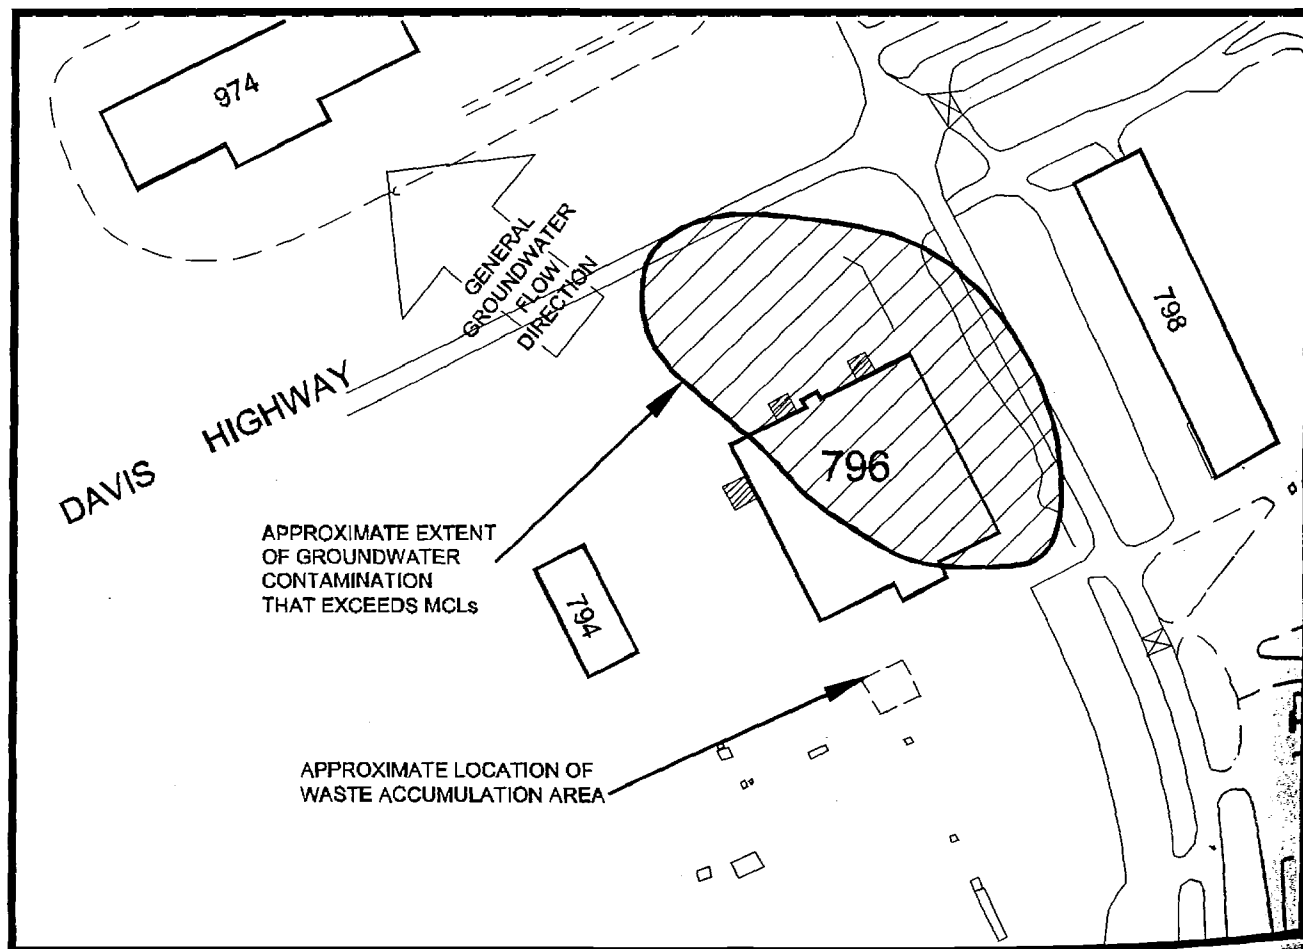 974
GENERAL
GROUNDWATER
FLOW
DIRECTION
798
DAVIS HIGHWAY
796
APPROXIMATE EXTENT
OF GROUNDWATER
CONTAMINATION
THAT EXCEEDS MCLs
794
APPROXIMATE LOCATION OF
WASTE ACCUMULATION AREA